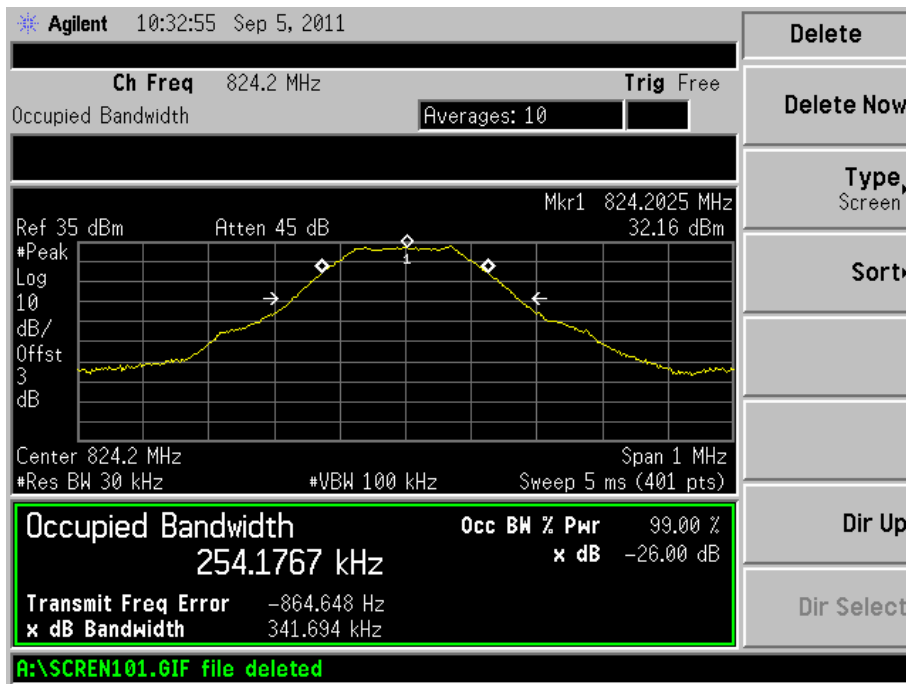 Agilent 10:32:55 Sep 5, 2011
Delete
Ch Freq 824.2 MHz Trig Free
Occupied Bandwidth Averages: 10
Delete Now
Type
Screen
Mkr1 824.2025 MHz
Ref 35 dBm Atten 45 dB 32.16 dBm
#Peak
Log
10
dB/
Offst
3
dB
1
Sort
Center 824.2 MHz Span 1 MHz
#Res BW 30 kHz #VBW 100 kHz Sweep 5 ms (401 pts)
Occupied Bandwidth Occ BW % Pwr 99.00 %
254.1767 kHz x dB -26.00 dB
Transmit Freq Error -864.648 Hz
x dB Bandwidth 341.694 kHz
Dir Up
Dir Select
A:\SCREN101.GIF file deleted